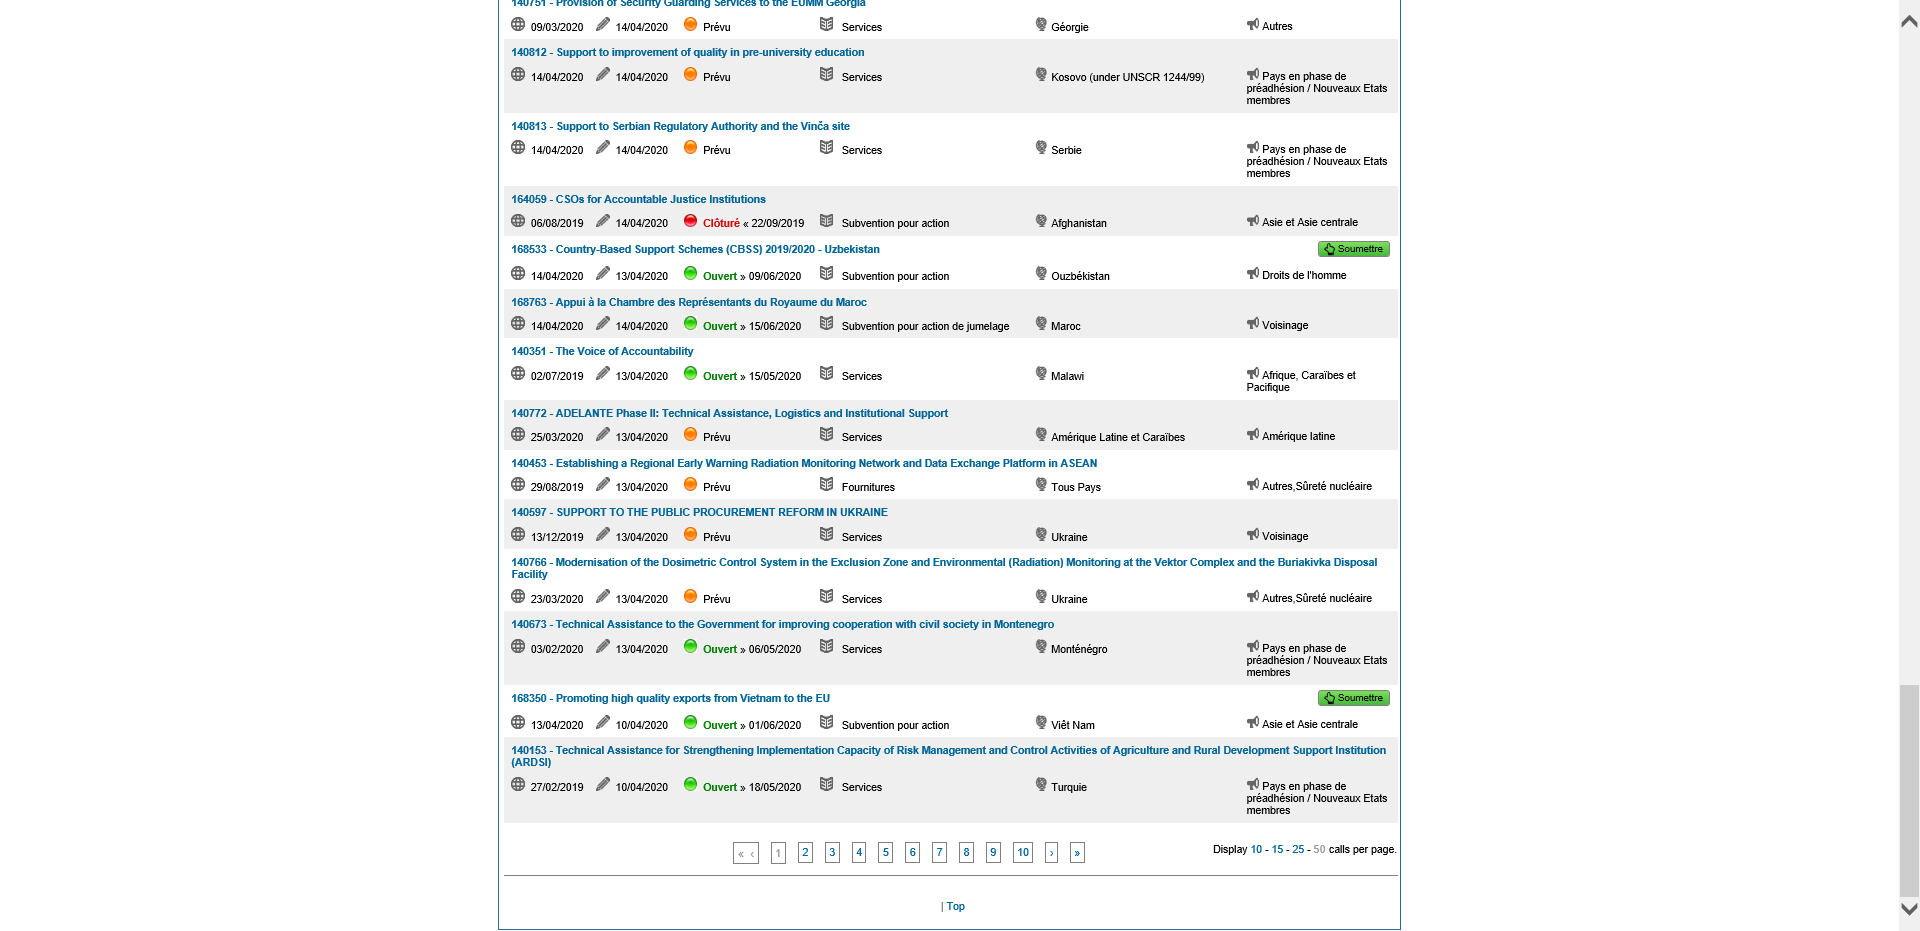 140751 - Provision of Security Guarding Services to the EUMM Georgia
09/03/2020 14/04/2020 Prévu Services Géorgie Autres
140812 - Support to improvement of quality in pre-university education
14/04/2020 14/04/2020 Prévu Services Kosovo (under UNSCR 1244/99) Pays en phase de
préadhésion / Nouveaux Etats
membres
140813 - Support to Serbian Regulatory Authority and the Vinča site
14/04/2020 14/04/2020 Prévu Services Serbie Pays en phase de
préadhésion / Nouveaux Etats
membres
164059 - CSOs for Accountable Justice Institutions
06/08/2019 14/04/2020 Clôturé « 22/09/2019 Subvention pour action Afghanistan Asie et Asie centrale
168533 - Country-Based Support Schemes (CBSS) 2019/2020 - Uzbekistan Soumettre
14/04/2020 13/04/2020 Ouvert » 09/06/2020 Subvention pour action Ouzbékistan Droits de l'homme
168763 - Appui à la Chambre des Représentants du Royaume du Maroc
14/04/2020 14/04/2020 Ouvert » 15/06/2020 Subvention pour action de jumelage Maroc Voisinage
140351 - The Voice of Accountability
02/07/2019 13/04/2020 Ouvert » 15/05/2020 Services Malawi Afrique, Caraïbes et
Pacifique
140772 - ADELANTE Phase II: Technical Assistance, Logistics and Institutional Support
25/03/2020 13/04/2020 Prévu Services Amérique Latine et Caraïbes Amérique latine
140453 - Establishing a Regional Early Warning Radiation Monitoring Network and Data Exchange Platform in ASEAN
29/08/2019 13/04/2020 Prévu Fournitures Tous Pays Autres,Sûreté nucléaire
140597 - SUPPORT TO THE PUBLIC PROCUREMENT REFORM IN UKRAINE
13/12/2019 13/04/2020 Prévu Services Ukraine Voisinage
140766 - Modernisation of the Dosimetric Control System in the Exclusion Zone and Environmental (Radiation) Monitoring at the Vektor Complex and the Buriakivka Disposal
Facility
23/03/2020 13/04/2020 Prévu Services Ukraine Autres,Sûreté nucléaire
140673 - Technical Assistance to the Government for improving cooperation with civil society in Montenegro
03/02/2020 13/04/2020 Ouvert » 06/05/2020 Services Monténégro Pays en phase de
préadhésion / Nouveaux Etats
membres
168350 - Promoting high quality exports from Vietnam to the EU Soumettre
13/04/2020 10/04/2020 Ouvert » 01/06/2020 Subvention pour action Viêt Nam Asie et Asie centrale
140153 - Technical Assistance for Strengthening Implementation Capacity of Risk Management and Control Activities of Agriculture and Rural Development Support Institution
(ARDSI)
27/02/2019 10/04/2020 Ouvert » 18/05/2020 Services Turquie Pays en phase de
préadhésion / Nouveaux Etats
membres
« ‹ 1 2 3 4 5 6 7 8 9 10 › » Display 10 - 15 - 25 - 50 calls per page.
| Top